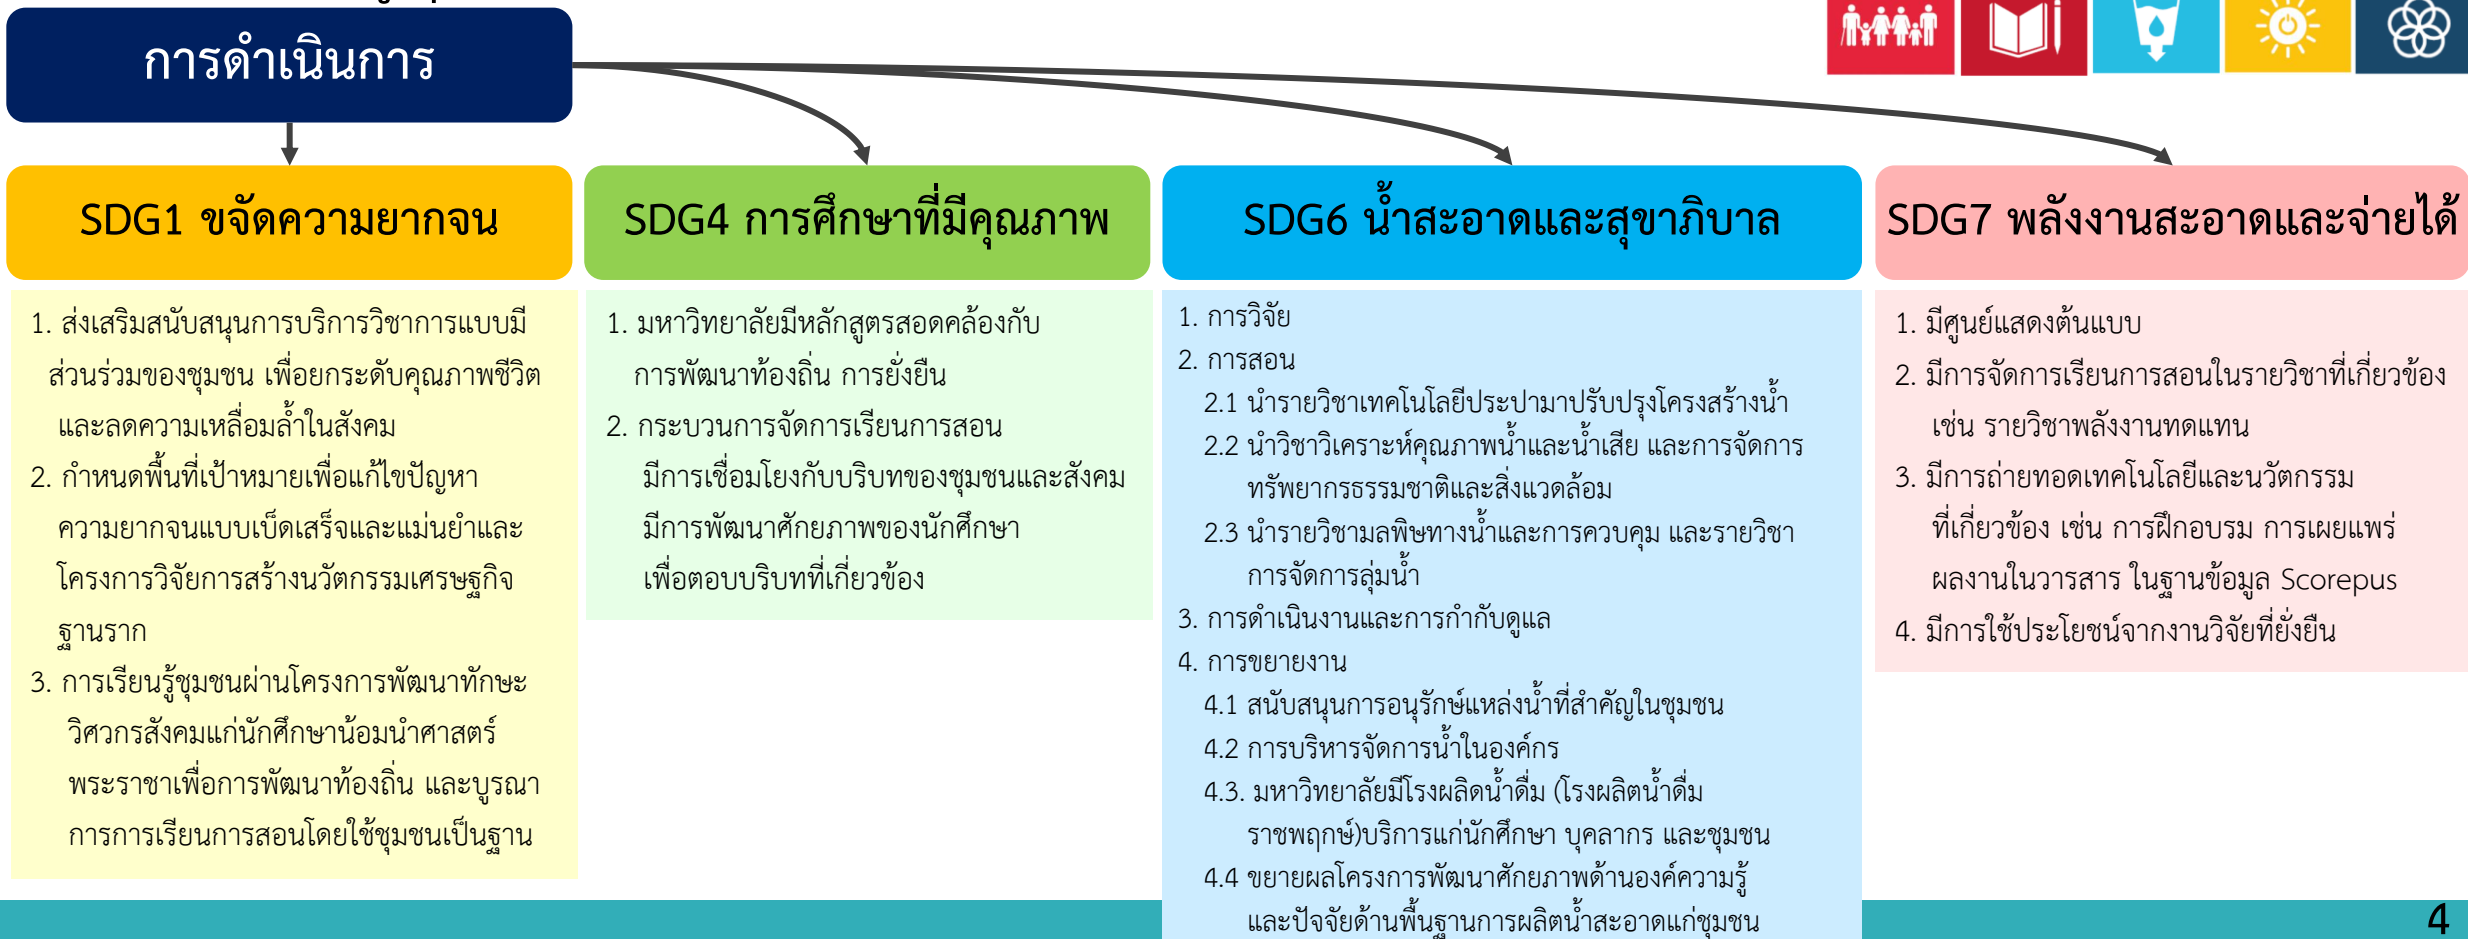 การดำเนินการ
SDG1 ขจัดความยากจน
1. ส่งเสริมสนับสนุนการบริการวิชาการแบบมี
ส่วนร่วมของชุมชน เพื่อยกระดับคุณภาพชีวิต
และลดความเหลื่อมล้ำในสังคม
2. กำหนดพื้นที่เป้าหมายเพื่อแก้ไขปัญหา
ความยากจนแบบเบ็ดเสร็จและแม่นยำและ
โครงการวิจัยการสร้างนวัตกรรมเศรษฐกิจ
ฐานราก
3. การเรียนรู้ชุมชนผ่านโครงการพัฒนาทักษะ
วิศวกรสังคมแก่นักศึกษาน้อมนำศาสตร์
พระราชาเพื่อการพัฒนาท้องถิ่น และบูรณา
การการเรียนการสอนโดยใช้ชุมชนเป็นฐาน
SDG4 การศึกษาที่มีคุณภาพ
1. มหาวิทยาลัยมีหลักสูตรสอดคล้องกับ
การพัฒนาท้องถิ่น การยั่งยืน
2. กระบวนการจัดการเรียนการสอน
มีการเชื่อมโยงกับบริบทของชุมชนและสังคม
มีการพัฒนาศักยภาพของนักศึกษา
เพื่อตอบบริบทที่เกี่ยวข้อง
SDG6 น้ำสะอาดและสุขาภิบาล
1. การวิจัย
2. การสอน
2.1 นำรายวิชาเทคโนโลยีประปามาปรับปรุงโครงสร้างน้ำ
2.2 นำวิชาวิเคราะห์คุณภาพน้ำและน้ำเสีย และการจัดการ
ทรัพยากรธรรมชาติและสิ่งแวดล้อม
2.3 นำรายวิชามลพิษทางน้ำและการควบคุม และรายวิชา
การจัดการลุ่มน้ำ
3. การดำเนินงานและการกำกับดูแล
4. การขยายงาน
4.1 สนับสนุนการอนุรักษ์แหล่งน้ำที่สำคัญในชุมชน
4.2 การบริหารจัดการน้ำในองค์กร
4.3. มหาวิทยาลัยมีโรงผลิดน้ำดื่ม (โรงผลิตน้ำดื่ม
ราชพฤกษ์)บริการแก่นักศึกษา บุคลากร และชุมชน
4.4 ขยายผลโครงการพัฒนาศักยภาพด้านองค์ความรู้
และปัจจัยด้านพื้นฐานการผลิตน้ำสะอาดแก่ชุมชน
SDG7 พลังงานสะอาดและจ่ายได้
1. มีศูนย์แสดงต้นแบบ
2. มีการจัดการเรียนการสอนในรายวิชาที่เกี่ยวข้อง
เช่น รายวิชาพลังงานทดแทน
3. มีการถ่ายทอดเทคโนโลยีและนวัตกรรม
ที่เกี่ยวข้อง เช่น การฝึกอบรม การเผยแพร่
ผลงานในวารสาร ในฐานข้อมูล Scorepus
4. มีการใช้ประโยชน์จากงานวิจัยที่ยั่งยืน
4